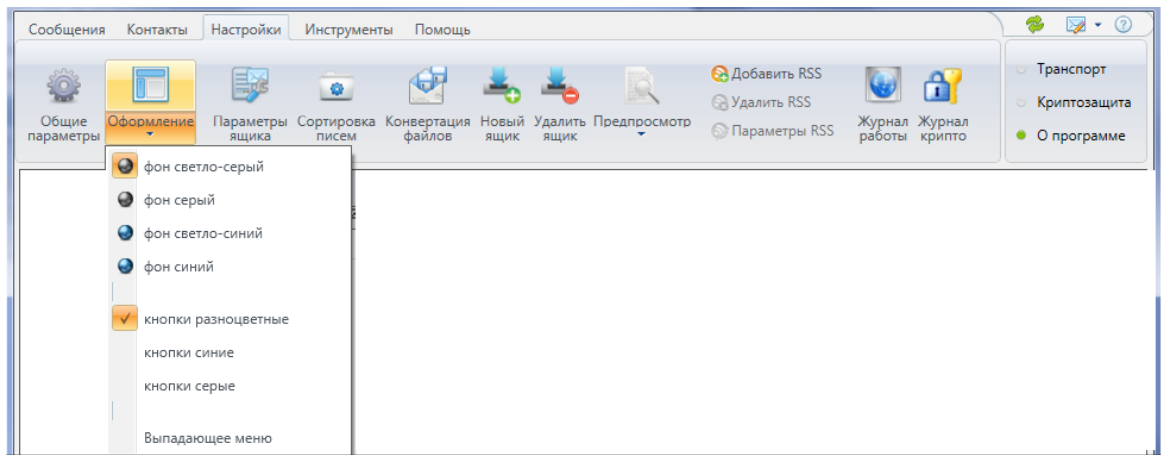 Сообщения Контакты Настройки Инструменты Помощь
Общие параметры
Оформление
Параметры ящика
Сортировка писем
Конвертация файлов
Новый ящик
Удалить ящик
Предпросмотр
Добавить RSS
Удалить RSS
Параметры RSS
Журнал работы
Журнал крипто
Транспорт
Криптозащита
О программе
фон светло-серый
фон серый
фон светло-синий
фон синий
кнопки разноцветные
кнопки синие
кнопки серые
Выпадающее меню